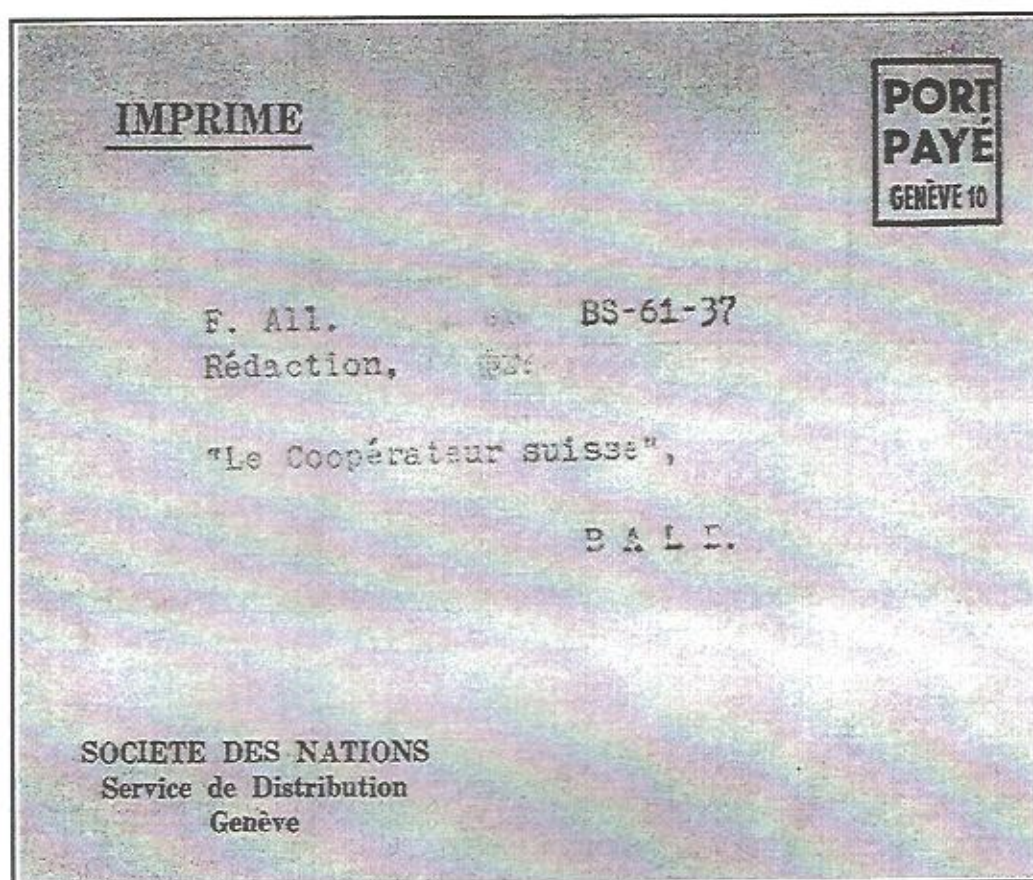 IMPRIME
PORT
PAYÉ
GENÈVE 10
F. All.
BS-61-37
Rédaction,
"Le Coopérateur suisse",
B A L E.
SOCIETE DES NATIONS
Service de Distribution
Genève